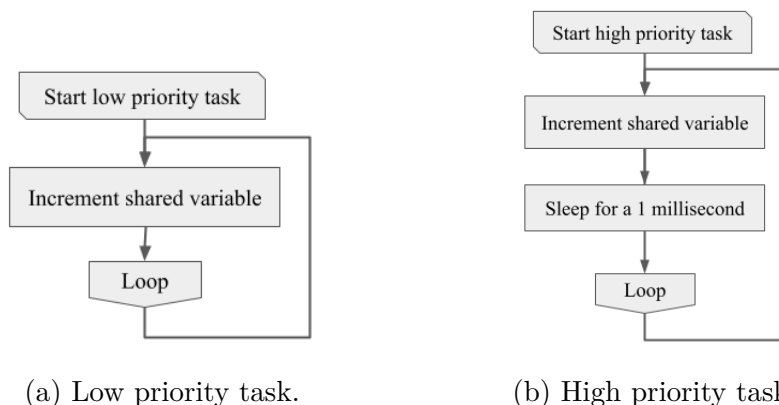 Start low priority task
Increment shared variable
Loop
(a) Low priority task.
Start high priority task
Increment shared variable
Sleep for a 1 millisecond
Loop
(b) High priority task